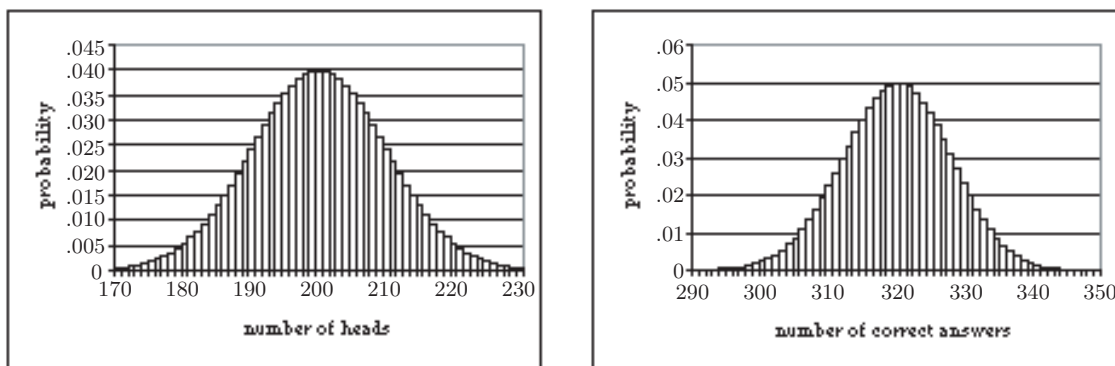 .045
.040
.035
.030
.025
.020
.015
.010
.005
0
probability
170 180 190 200 210 220 230
number of heads
.06
.05
.04
.03
.02
.01
0
probability
290 300 310 320 330 340 350
number of correct answers